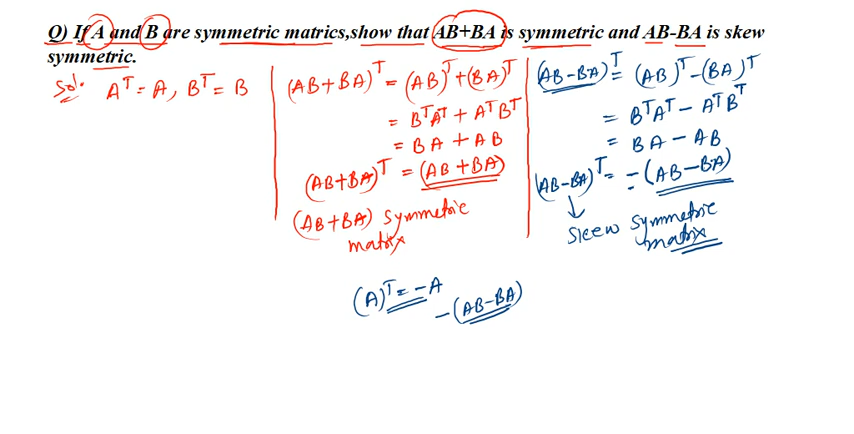 Q) If A and B are symmetric matrics,show that AB+BA is symmetric and AB-BA is skew
symmetric.
Sol. Aᵀ = A, Bᵀ = B
(AB+BA)ᵀ = (AB)ᵀ+(BA)ᵀ
= BᵀAᵀ + AᵀBᵀ
= BA + AB
(AB+BA)ᵀ = (AB+BA)
(AB+BA) symmetric
matrix
(AB-BA)ᵀ = (AB)ᵀ-(BA)ᵀ
= BᵀAᵀ - AᵀBᵀ
= BA - AB
(AB-BA)ᵀ = -(AB-BA)
↓
Skew symmetric
matrix
(A)ᵀ = -A
-(AB-BA)